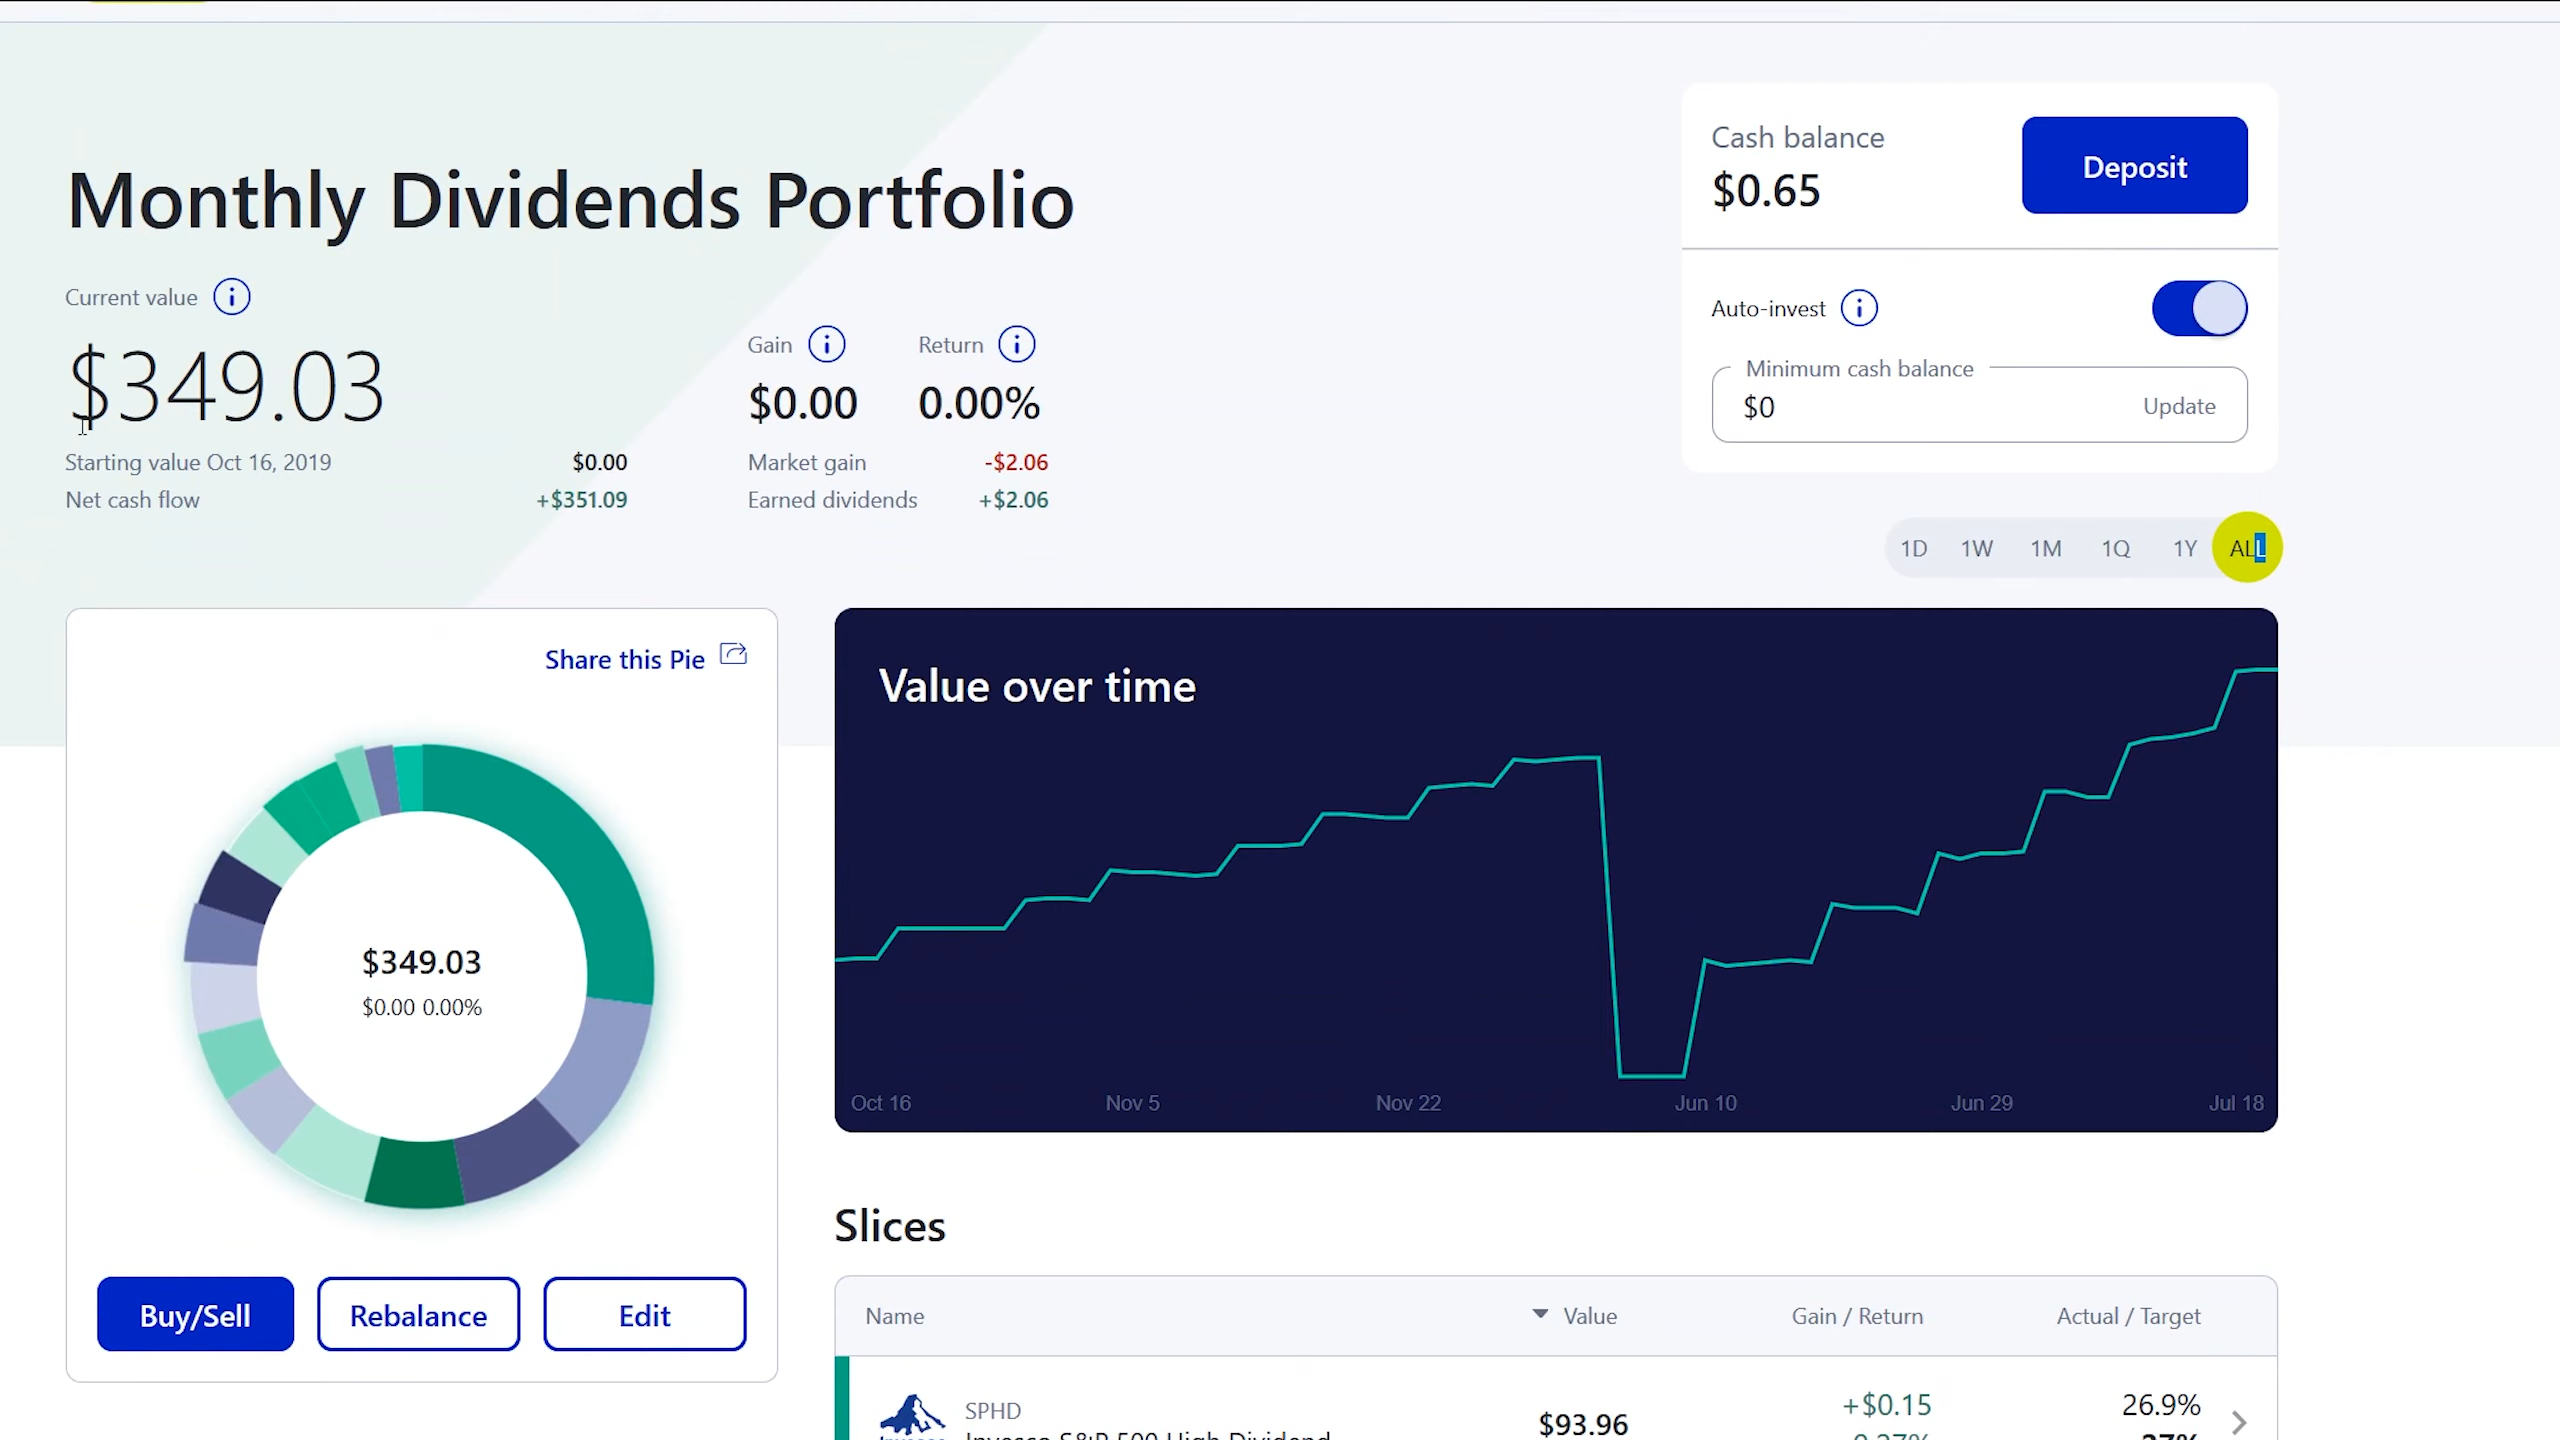 Monthly Dividends Portfolio
Cash balance
$0.65
Deposit
Auto-invest
Minimum cash balance
$0
Update
Current value
$349.03
Starting value Oct 16, 2019 $0.00
Net cash flow +$351.09
Gain Return
$0.00 0.00%
Market gain -$2.06
Earned dividends +$2.06
1D 1W 1M 1Q 1Y ALL
Share this Pie
$349.03
$0.00 0.00%
Buy/Sell Rebalance Edit
Value over time
Oct 16 Nov 5 Nov 22 Jun 10 Jun 29 Jul 18
Slices
Name Value Gain / Return Actual / Target
SPHD
Invesco S&P 500 High Dividend
$93.96
+$0.15
26.9%